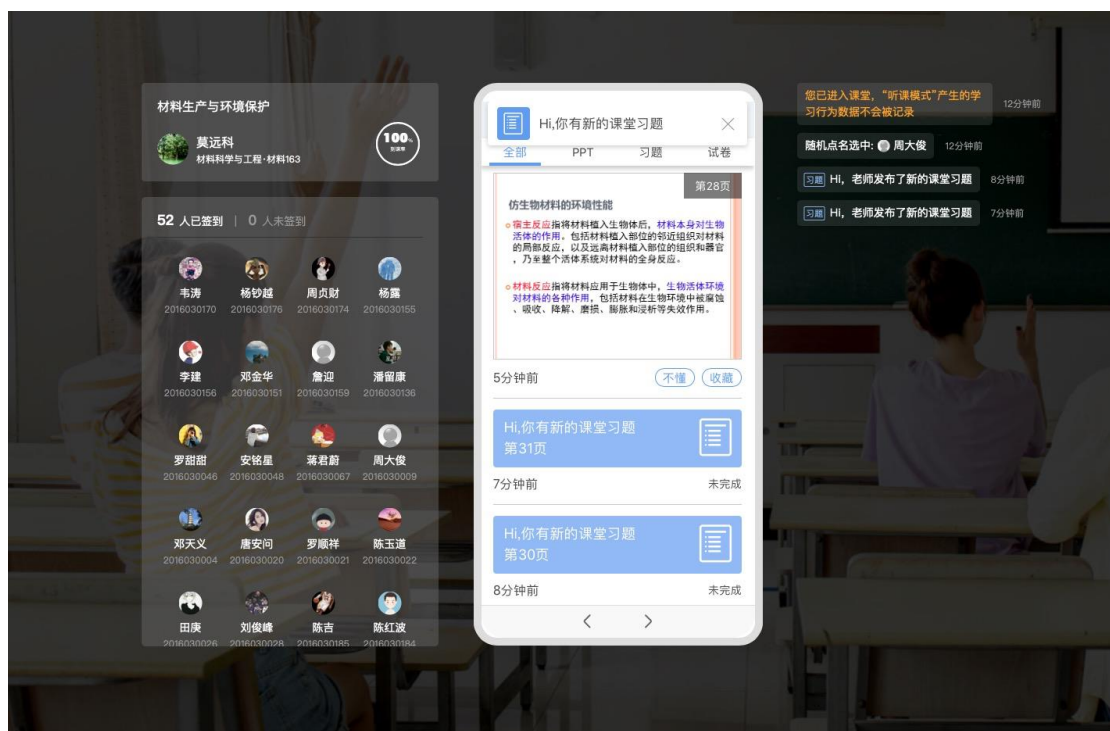 材料生产与环境保护
莫远科
材料科学与工程·材料163
100%
到课率
52 人已签到 | 0 人未签到
韦涛 杨钞越 周贞财 杨露
2016030170 2016030176 2016030174 2016030155
李建 邓金华 詹迎 潘留康
2016030156 2016030151 2016030159 2016030136
罗甜甜 安铭星 蒋君蔚 周大俊
2016030046 2016030048 2016030067 2016030009
邓天义 唐安问 罗顺祥 陈玉道
2016030004 2016030020 2016030021 2016030022
田庚 刘俊峰 陈吉 陈红波
2016030026 2016030028 2016030185 2016030184
Hi,你有新的课堂习题
全部 PPT 习题 试卷
第28页
仿生物材料的环境性能
宿主反应指将材料植入生物体后，材料本身对生物
活体的作用。包括材料植入部位的邻近组织对材料
的局部反应，以及远离材料植入部位的组织和器官
，乃至整个活体系统对材料的全身反应。
材料反应指将材料应用于生物体中，生物活体环境
对材料的各种作用，包括材料在生物环境中被腐蚀
、吸收、降解、磨损、膨胀和浸析等失效作用。
5分钟前 不懂 收藏
Hi,你有新的课堂习题
第31页
7分钟前 未完成
Hi,你有新的课堂习题
第30页
8分钟前 未完成
您已进入课堂，“听课模式”产生的学
习行为数据不会被记录
12分钟前
随机点名选中: 周大俊 12分钟前
习题 Hi，老师发布了新的课堂习题 8分钟前
习题 Hi，老师发布了新的课堂习题 7分钟前